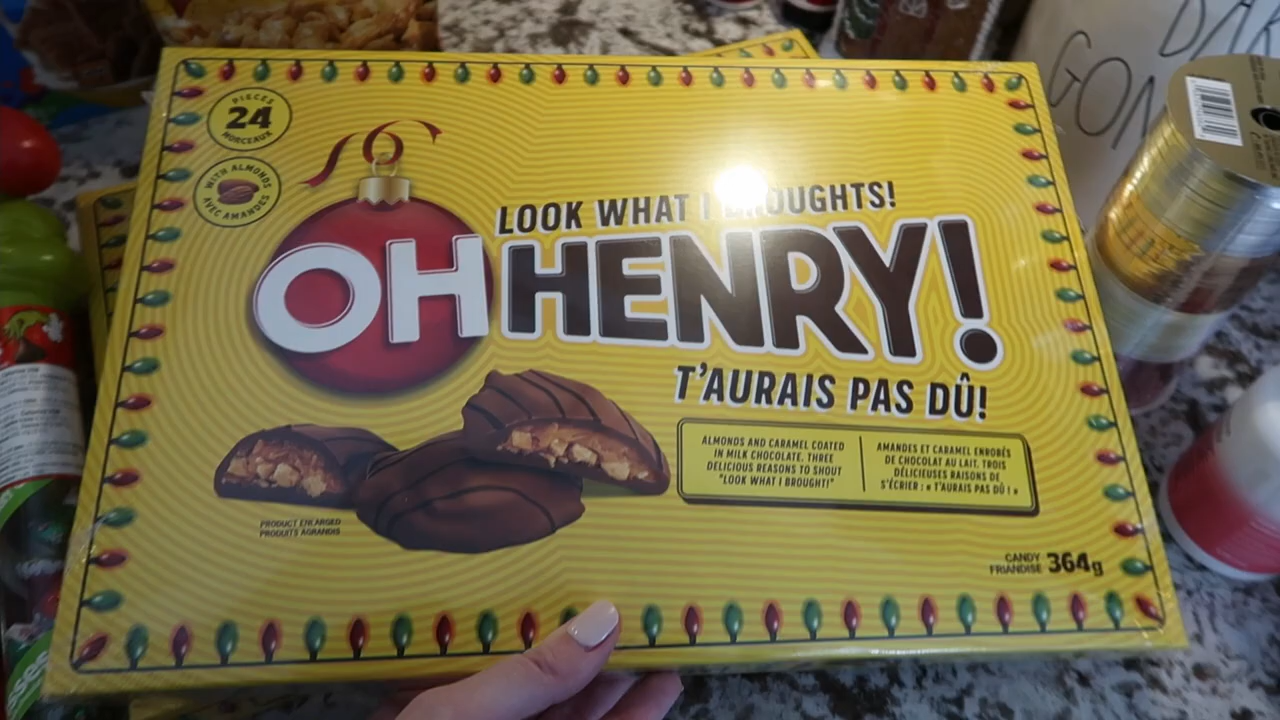 PIECES
24
MORCEAUX
WITH ALMONDS
AVEC AMANDES
LOOK WHAT I BROUGHTS!
OH HENRY!
T'AURAIS PAS DÛ!
ALMONDS AND CARAMEL COATED
IN MILK CHOCOLATE. THREE
DELICIOUS REASONS TO SHOUT
"LOOK WHAT I BROUGHT!"
AMANDES ET CARAMEL ENROBÉS
DE CHOCOLAT AU LAIT. TROIS
DÉLICIEUSES RAISONS DE
S'ÉCRIER : « T'AURAIS PAS DÛ ! »
PRODUCT ENLARGED
PRODUITS AGRANDIS
CANDY
FRIANDISE
364g